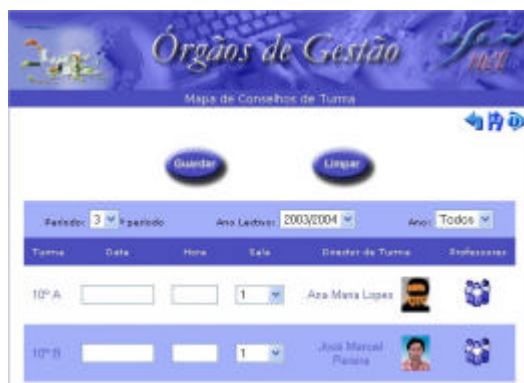 Órgãos de Gestão
Mapa de Conselhos de Turma
Guardar Limpar
Período: 3 º período Ano Lectivo: 2003/2004 Ano: Todos
Turma Data Hora Sala Director de Turma Professores
10º A 1 Ana Maria Lopes
10º B 1 José Manuel
Pereira